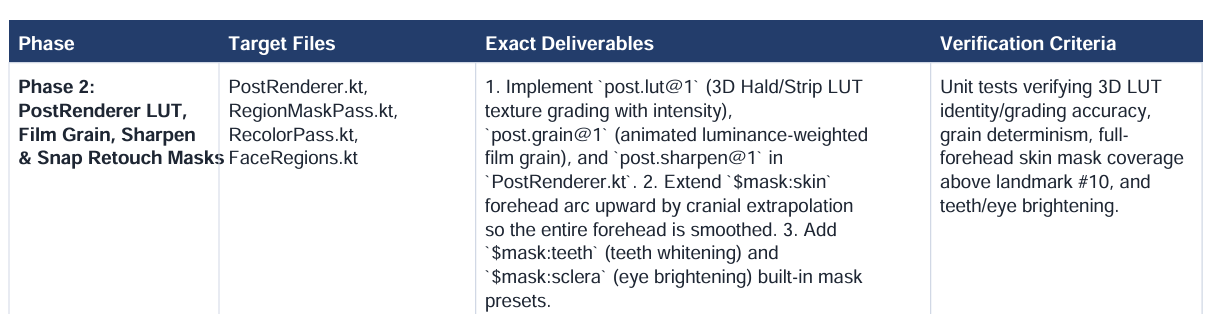 Phase
Target Files
Exact Deliverables
Verification Criteria
Phase 2:
PostRenderer LUT,
Film Grain, Sharpen
& Snap Retouch Masks
PostRenderer.kt,
RegionMaskPass.kt,
RecolorPass.kt,
FaceRegions.kt
1. Implement `post.lut@1` (3D Hald/Strip LUT
texture grading with intensity),
`post.grain@1` (animated luminance-weighted
film grain), and `post.sharpen@1` in
`PostRenderer.kt`. 2. Extend `$mask:skin`
forehead arc upward by cranial extrapolation
so the entire forehead is smoothed. 3. Add
`$mask:teeth` (teeth whitening) and
`$mask:sclera` (eye brightening) built-in mask
presets.
Unit tests verifying 3D LUT
identity/grading accuracy,
grain determinism, full-
forehead skin mask coverage
above landmark #10, and
teeth/eye brightening.